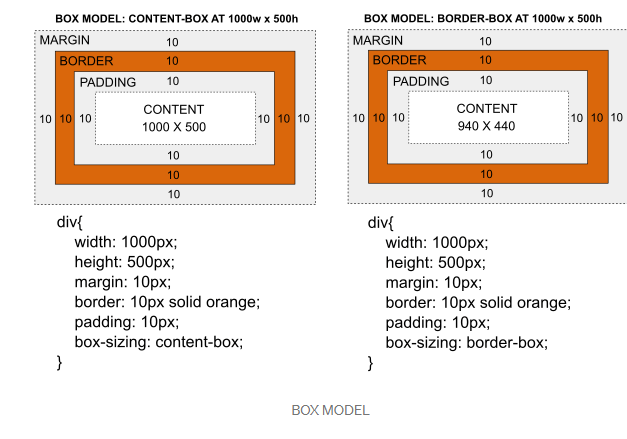 BOX MODEL: CONTENT-BOX AT 1000w x 500h
MARGIN 10
BORDER 10
PADDING 10
CONTENT
10 10 10 10 10 10
1000 X 500
10
10
10
div{
width: 1000px;
height: 500px;
margin: 10px;
border: 10px solid orange;
padding: 10px;
box-sizing: content-box;
}
BOX MODEL: BORDER-BOX AT 1000w x 500h
MARGIN 10
BORDER 10
PADDING 10
CONTENT
10 10 10 10 10 10
940 X 440
10
10
10
div{
width: 1000px;
height: 500px;
margin: 10px;
border: 10px solid orange;
padding: 10px;
box-sizing: border-box;
}
BOX MODEL